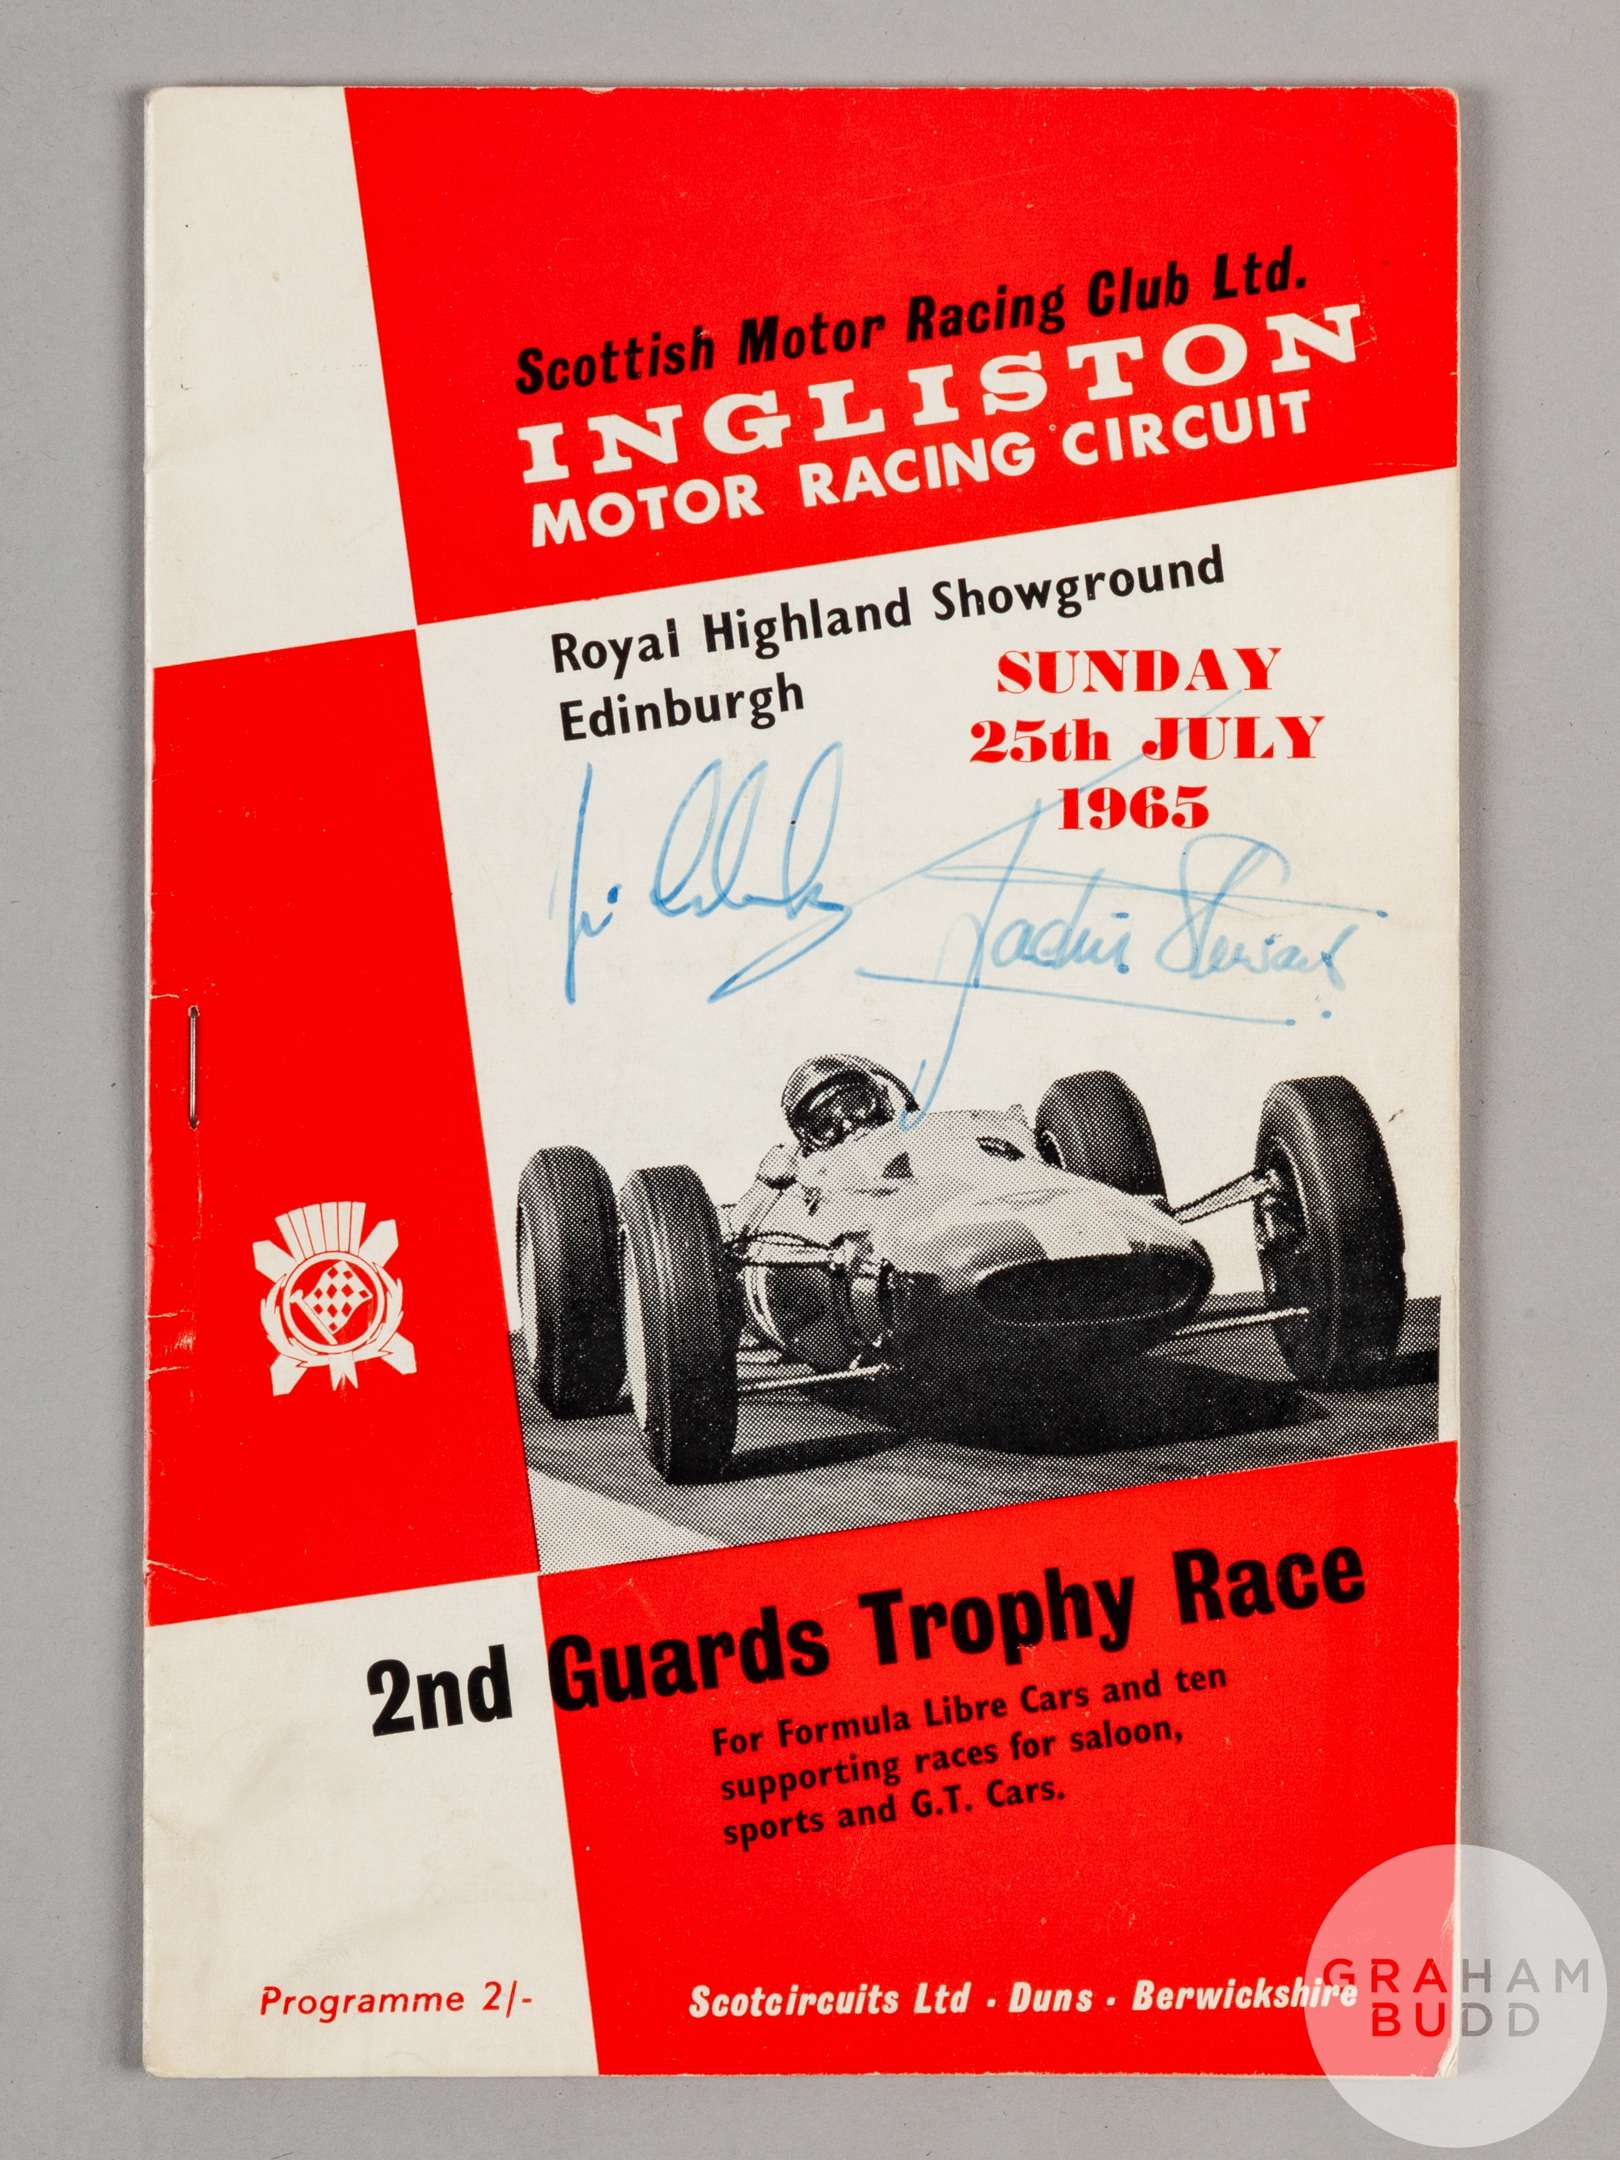 Scottish Motor Racing Club Ltd.
INGLISTON
MOTOR RACING CIRCUIT
Royal Highland Showground
Edinburgh
SUNDAY
25th JULY
1965
Jim Clark
Jackie Stewart
2nd Guards Trophy Race
For Formula Libre Cars and ten
supporting races for saloon,
sports and G.T. Cars.
Programme 2/-
Scotcircuits Ltd . Duns . Berwickshire
GRAHAM
BUDD